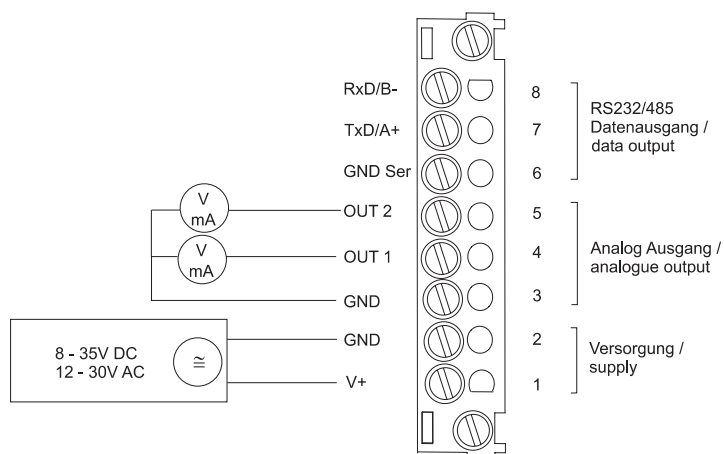 RxD/B- 8
TxD/A+ 7
GND Ser 6
RS232/485
Datenausgang /
data output
V
mA
OUT 2 5
V
mA
OUT 1 4
GND 3
Analog Ausgang /
analogue output
8 - 35V DC
12 - 30V AC
≅
GND 2
V+ 1
Versorgung /
supply